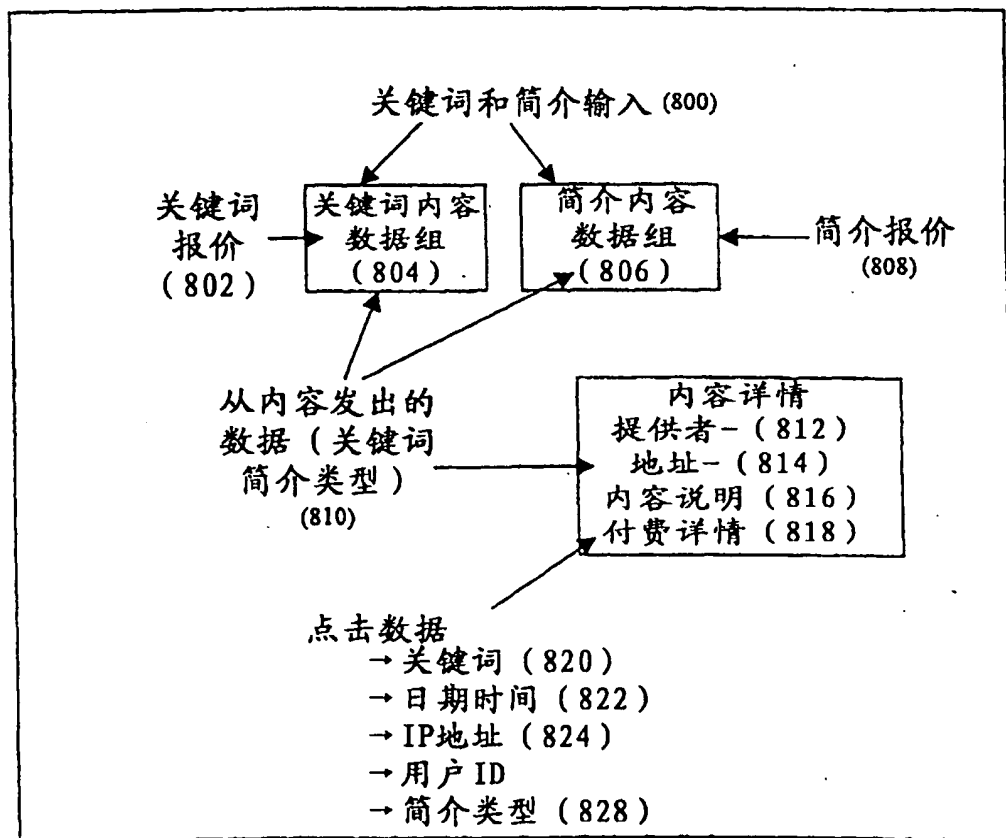 关键词和简介输入(800)
关键词
报价
(802)
关键词内容
数据组
(804)
简介内容
数据组
(806)
简介报价
(808)
从内容发出的
数据(关键词
简介类型)
(810)
内容详情
提供者-(812)
地址-(814)
内容说明(816)
付费详情(818)
点击数据
→关键词(820)
→日期时间(822)
→IP地址(824)
→用户ID
→简介类型(828)